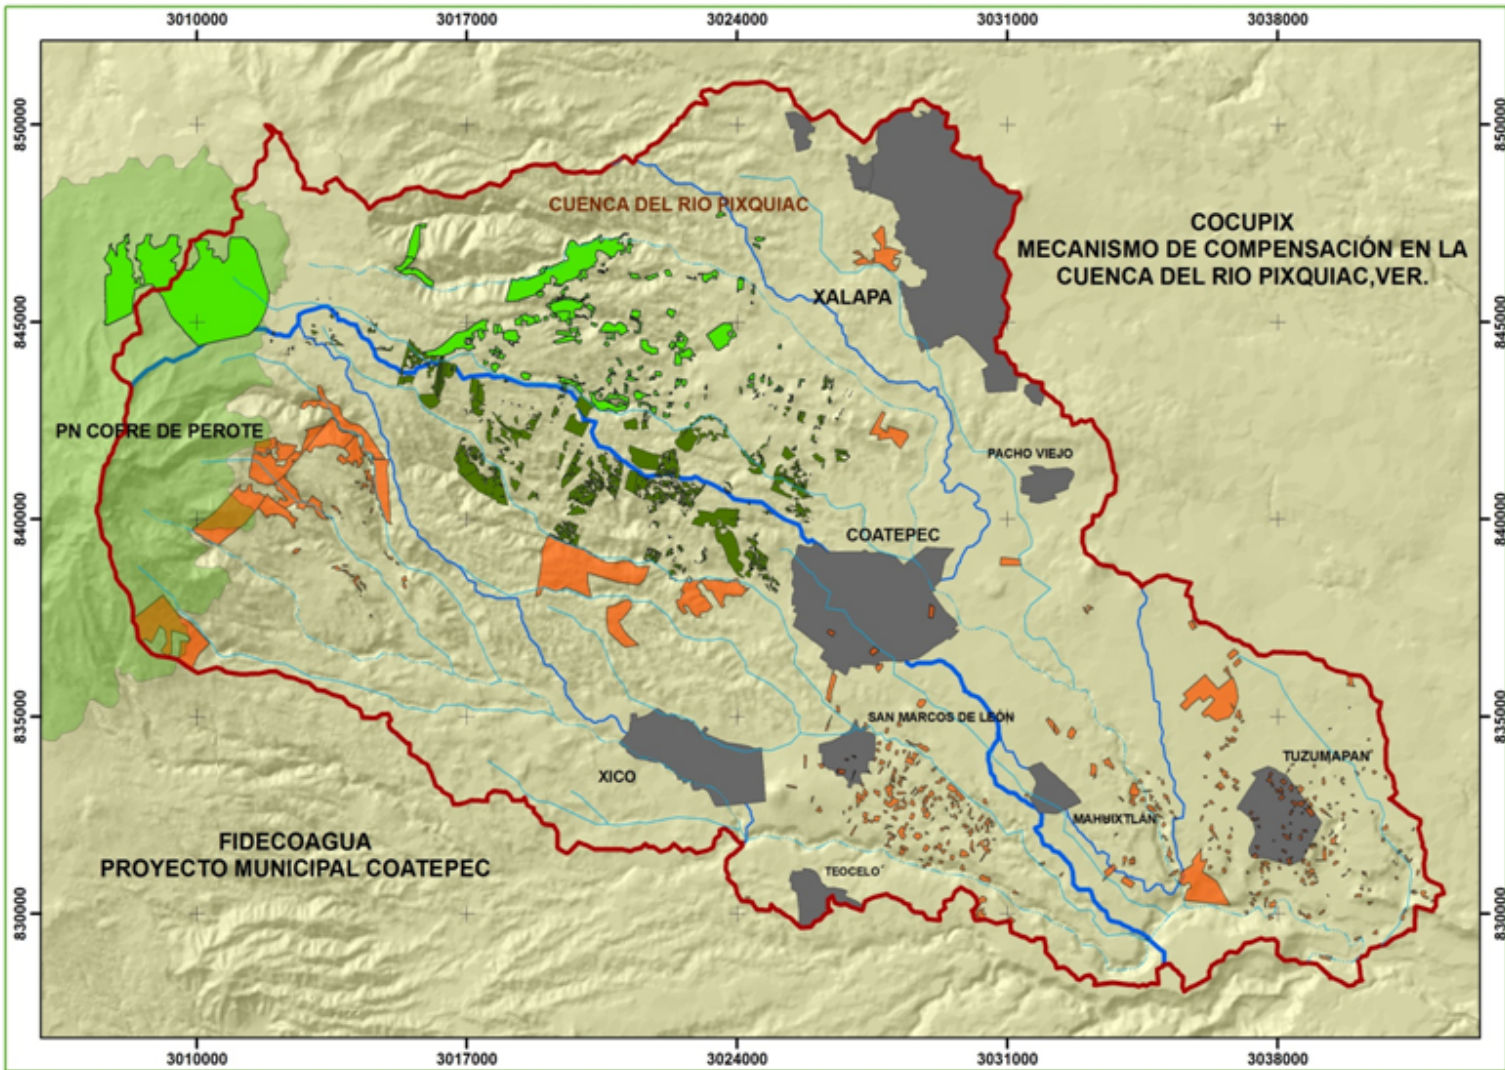 3010000 3017000 3024000 3031000 3038000
850000 850000
CUENCA DEL RIO PIXQUIAC
COCUPIX
MECANISMO DE COMPENSACIÓN EN LA
CUENCA DEL RIO PIXQUIAC,VER.
XALAPA
845000 845000
PN COFRE DE PEROTE
PACHO VIEJO
840000 840000
COATEPEC
835000 835000
SAN MARCOS DE LEÓN
TUZUMAPAN
XICO
MAHUIXTLÁN
FIDECOAGUA
PROYECTO MUNICIPAL COATEPEC
TEOCELO
830000 830000
3010000 3017000 3024000 3031000 3038000